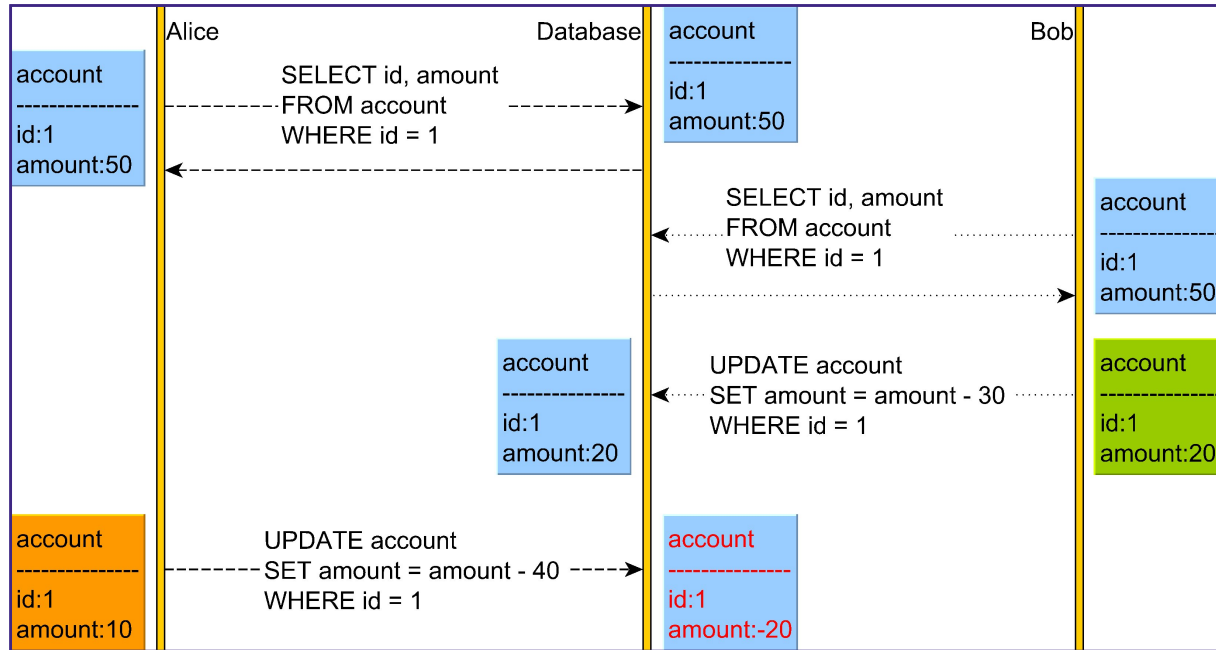 Alice
Database
Bob
account
---------------
id:1
amount:50
account
---------------
id:1
amount:50
SELECT id, amount
FROM account
WHERE id = 1
SELECT id, amount
FROM account
WHERE id = 1
account
---------------
id:1
amount:50
account
---------------
id:1
amount:20
UPDATE account
SET amount = amount - 30
WHERE id = 1
account
---------------
id:1
amount:20
account
---------------
id:1
amount:10
UPDATE account
SET amount = amount - 40
WHERE id = 1
account
---------------
id:1
amount:-20